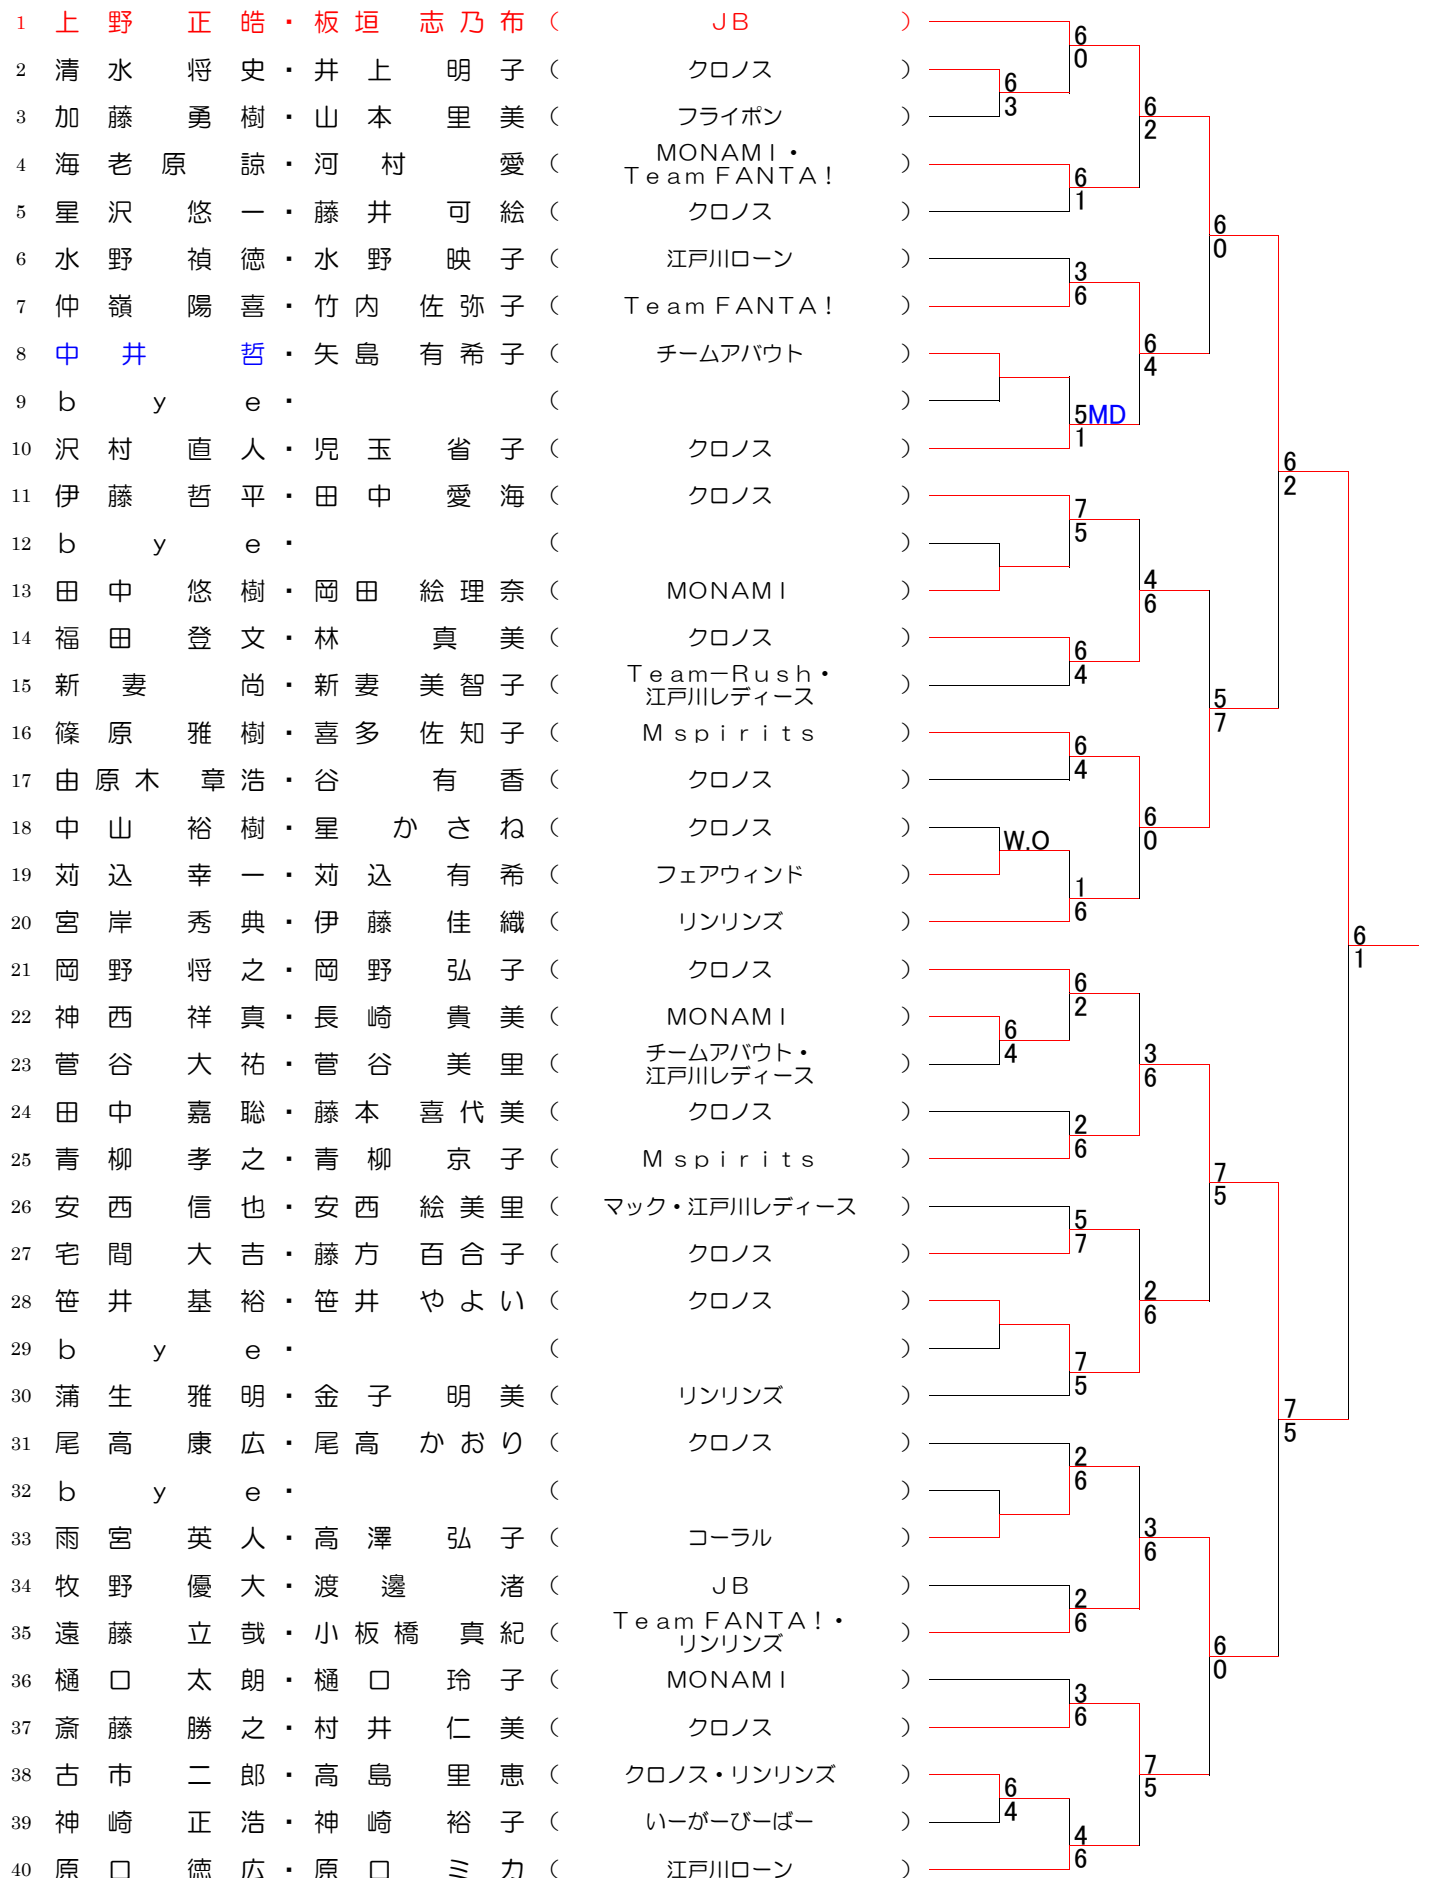 1 上野 正皓・板垣 志乃布 ( JB )
2 清水 将史・井上 明子 ( クロノス )
3 加藤 勇樹・山本 里美 ( フライポン )
4 海老原 諒・河村 愛 ( MONAMI・
Team FANTA! )
5 星沢 悠一・藤井 可絵 ( クロノス )
6 水野 禎徳・水野 映子 ( 江戸川ローン )
7 仲嶺 陽喜・竹内 佐弥子 ( Team FANTA! )
8 中井 哲・矢島 有希子 ( チームアバウト )
9 bye・ ( )
10 沢村 直人・児玉 省子 ( クロノス )
11 伊藤 哲平・田中 愛海 ( クロノス )
12 bye・ ( )
13 田中 悠樹・岡田 絵理奈 ( MONAMI )
14 福田 登文・林 真美 ( クロノス )
15 新妻 尚・新妻 美智子 ( Team-Rush・
江戸川レディース )
16 篠原 雅樹・喜多 佐知子 ( Mspirits )
17 由原木 章浩・谷 有香 ( クロノス )
18 中山 裕樹・星 かさね ( クロノス )
19 苅込 幸一・苅込 有希 ( フェアウィンド )
20 宮岸 秀典・伊藤 佳織 ( リンリンズ )
21 岡野 将之・岡野 弘子 ( クロノス )
22 神西 祥真・長崎 貴美 ( MONAMI )
23 菅谷 大祐・菅谷 美里 ( チームアバウト・
江戸川レディース )
24 田中 嘉聡・藤本 喜代美 ( クロノス )
25 青柳 孝之・青柳 京子 ( Mspirits )
26 安西 信也・安西 絵美里 ( マック・江戸川レディース )
27 宅間 大吉・藤方 百合子 ( クロノス )
28 笹井 基裕・笹井 やよい ( クロノス )
29 bye・ ( )
30 蒲生 雅明・金子 明美 ( リンリンズ )
31 尾高 康広・尾高 かおり ( クロノス )
32 bye・ ( )
33 雨宮 英人・高澤 弘子 ( コーラル )
34 牧野 優大・渡邊 渚 ( JB )
35 遠藤 立哉・小板橋 真紀 ( Team FANTA!・
リンリンズ )
36 樋口 太朗・樋口 玲子 ( MONAMI )
37 斎藤 勝之・村井 仁美 ( クロノス )
38 古市 二郎・高島 里恵 ( クロノス・リンリンズ )
39 神崎 正浩・神崎 裕子 ( いーがーびーばー )
40 原口 徳広・原口 ミカ ( 江戸川ローン )
6
3
W.O
6
4
6
4
6
0
6
1
3
6
5MD
1
7
5
6
4
6
4
1
6
6
2
2
6
5
7
7
5
2
6
2
6
3
6
4
6
6
2
6
4
4
6
6
0
3
6
2
6
3
6
7
5
6
0
5
7
7
5
6
0
6
2
7
5
6
1